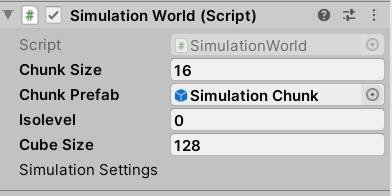 Simulation World (Script)
Script SimulationWorld
Chunk Size 16
Chunk Prefab Simulation Chunk
Isolevel 0
Cube Size 128
Simulation Settings